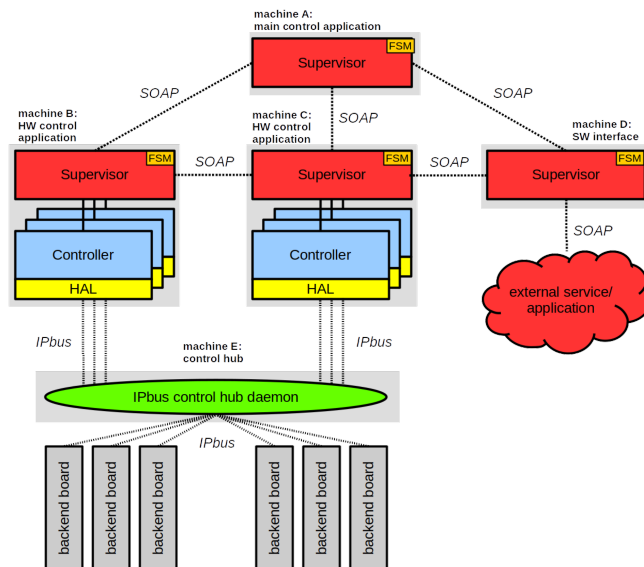 machine A:
main control application
FSM
Supervisor
SOAP
SOAP
SOAP
machine B:
HW control
application
machine C:
HW control
application
machine D:
SW interface
FSM
Supervisor
SOAP
FSM
Supervisor
SOAP
FSM
Supervisor
SOAP
Controller
HAL
Controller
HAL
external service/
application
IPbus
IPbus
machine E:
control hub
IPbus control hub daemon
IPbus
backend board
backend board
backend board
backend board
backend board
backend board